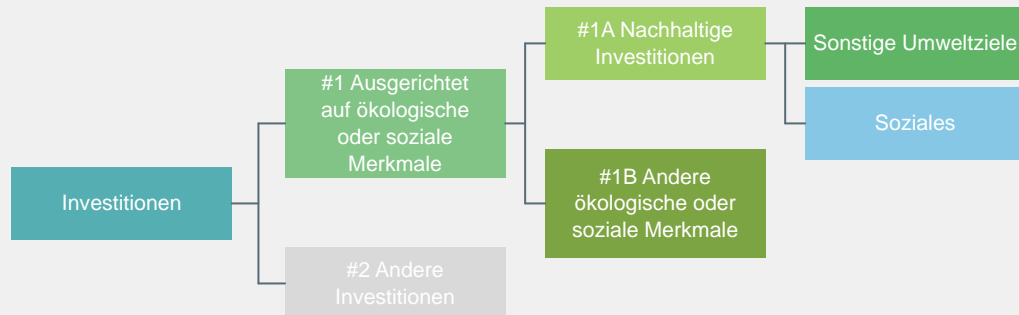 Investitionen
#1 Ausgerichtet
auf ökologische
oder soziale
Merkmale
#2 Andere
Investitionen
#1A Nachhaltige
Investitionen
#1B Andere
ökologische oder
soziale Merkmale
Sonstige Umweltziele
Soziales